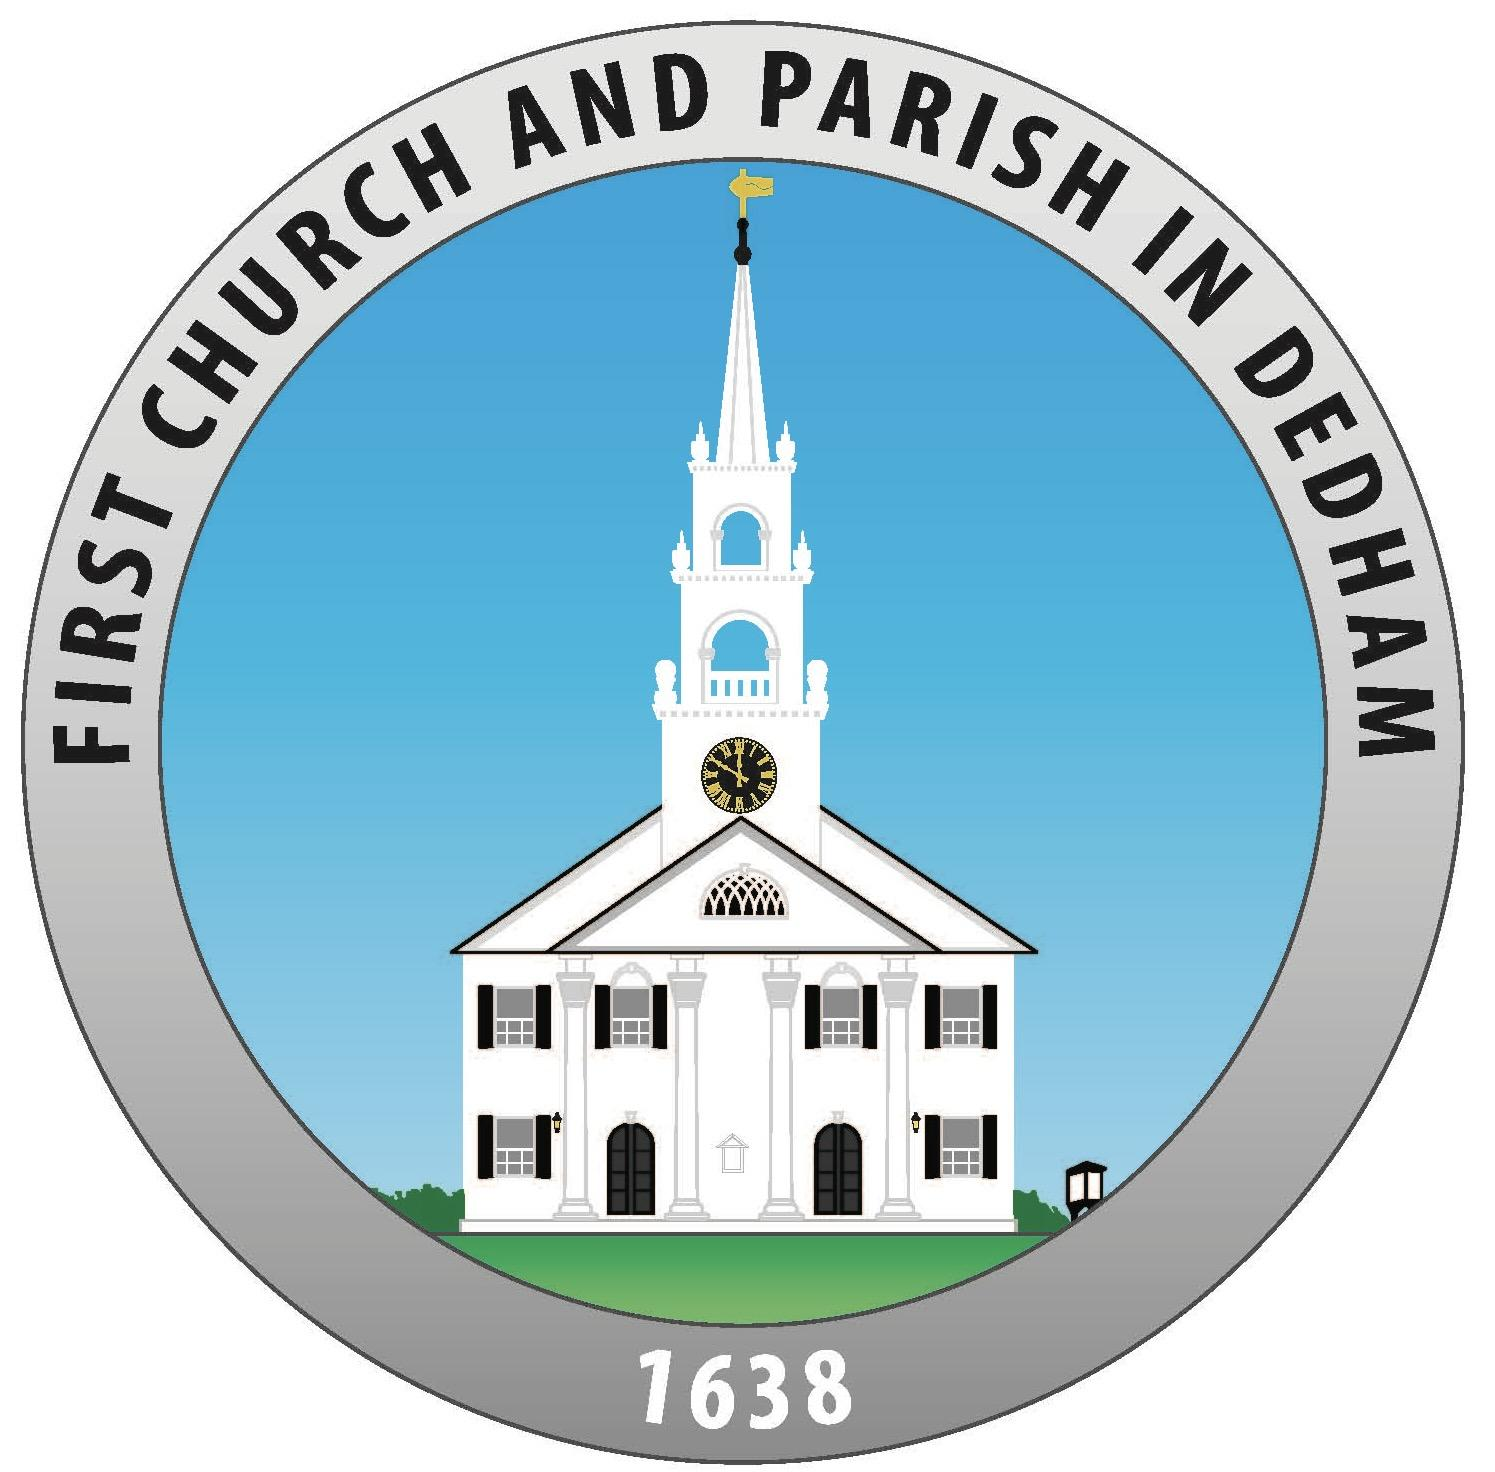 FIRST CHURCH AND PARISH IN DEDHAM
1638